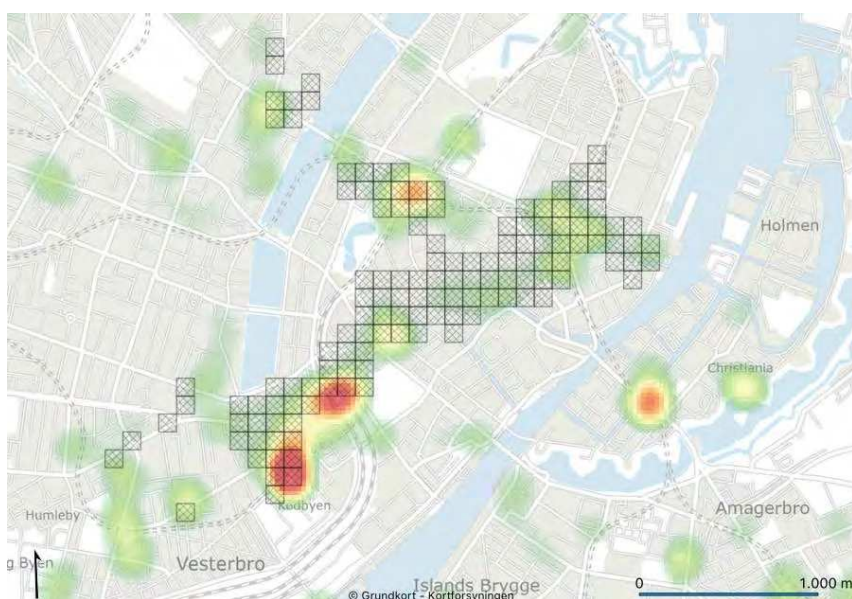 Holmen
Christiania
Amagerbro
Kødbyen
Humleby
g Byen
Vesterbro
Islands Brygge
© Grundkort - Kortforsyningen
0 1.000 m